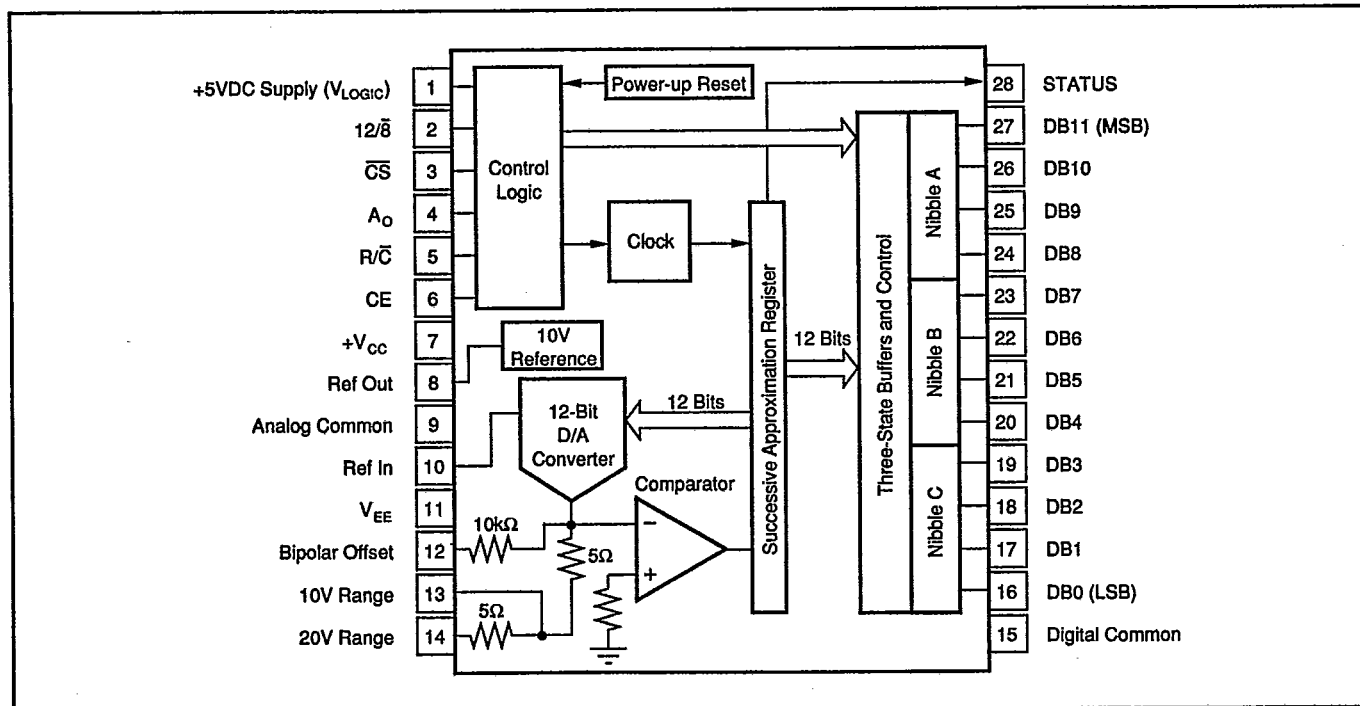 +5VDC Supply (VLOGIC)
1
12/8̅
2
C̅S̅
3
AO
4
R/C̅
5
CE
6
+VCC
7
Ref Out
8
Analog Common
9
Ref In
10
VEE
11
Bipolar Offset
12
10V Range
13
20V Range
14
Control
Logic
Power-up Reset
Clock
10V
Reference
12-Bit
D/A
Converter
12 Bits
12 Bits
Comparator
−
+
10kΩ
5Ω
5Ω
Successive Approximation Register
Three-State Buffers and Control
Nibble A
Nibble B
Nibble C
28
STATUS
27
DB11 (MSB)
26
DB10
25
DB9
24
DB8
23
DB7
22
DB6
21
DB5
20
DB4
19
DB3
18
DB2
17
DB1
16
DB0 (LSB)
15
Digital Common